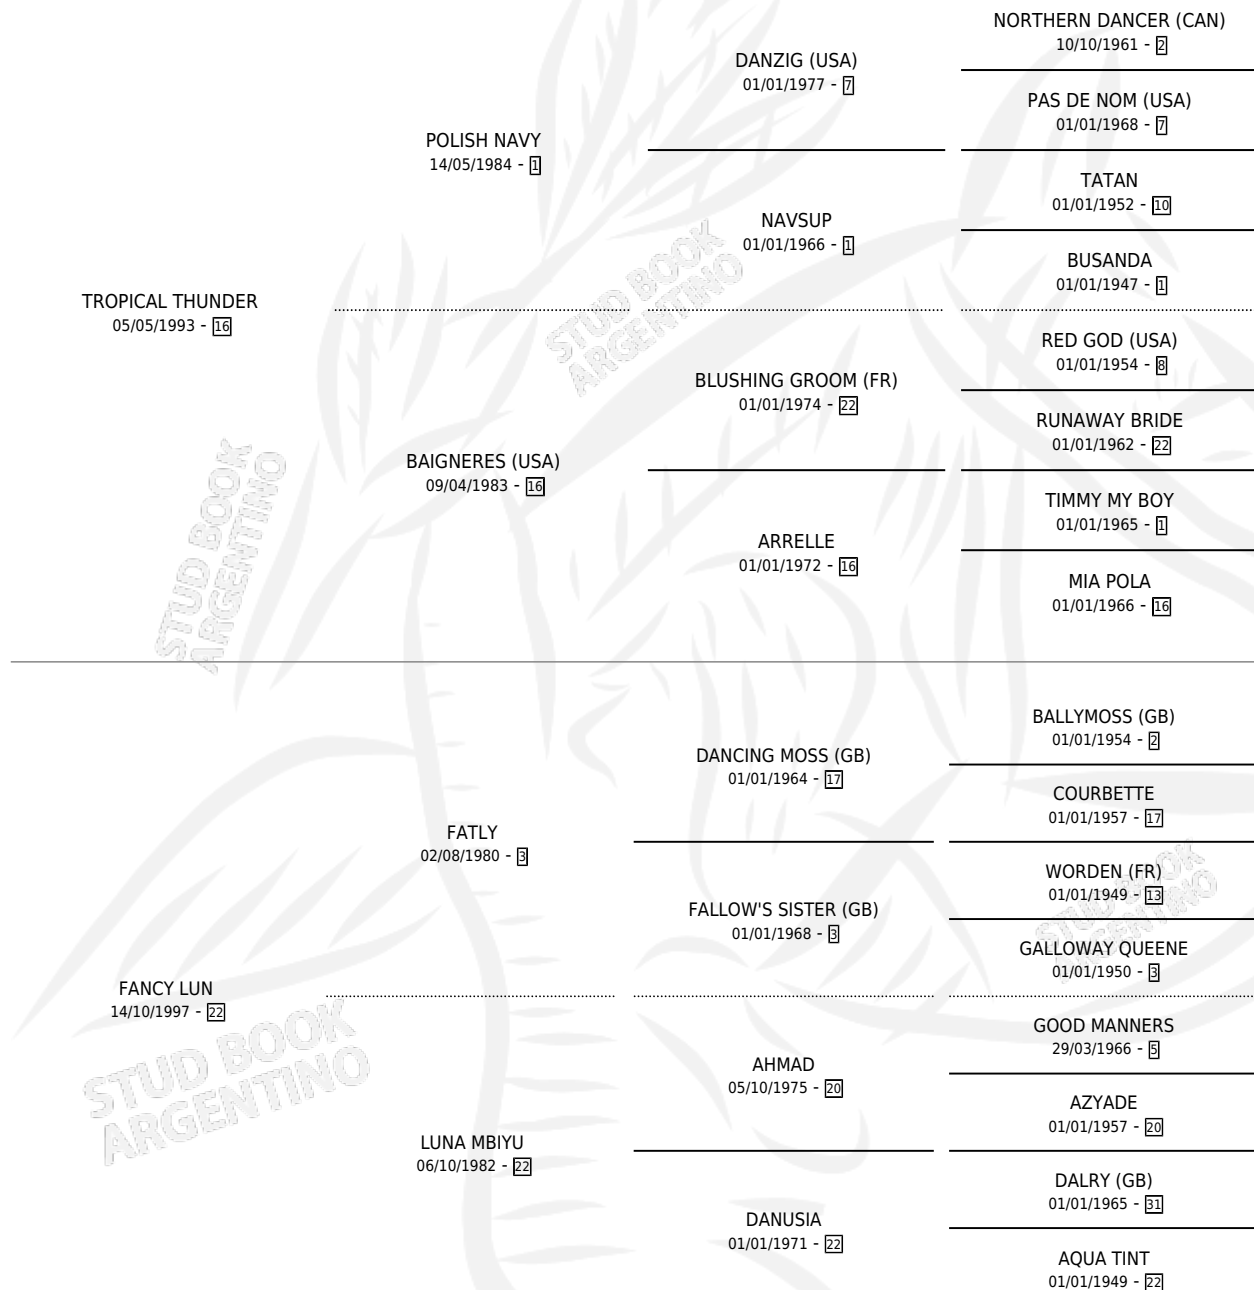 NORTHERN DANCER (CAN)
10/10/1961 - 2
DANZIG (USA)
01/01/1977 - 7
PAS DE NOM (USA)
01/01/1968 - 7
POLISH NAVY
14/05/1984 - 1
TATAN
01/01/1952 - 10
NAVSUP
01/01/1966 - 1
BUSANDA
01/01/1947 - 1
TROPICAL THUNDER
05/05/1993 - 16
RED GOD (USA)
01/01/1954 - 8
BLUSHING GROOM (FR)
01/01/1974 - 22
RUNAWAY BRIDE
01/01/1962 - 22
BAIGNERES (USA)
09/04/1983 - 16
TIMMY MY BOY
01/01/1965 - 1
ARRELLE
01/01/1972 - 16
MIA POLA
01/01/1966 - 16
BALLYMOSS (GB)
01/01/1954 - 2
DANCING MOSS (GB)
01/01/1964 - 17
COURBETTE
01/01/1957 - 17
FATLY
02/08/1980 - 3
WORDEN (FR)
01/01/1949 - 13
FALLOW'S SISTER (GB)
01/01/1968 - 3
GALLOWAY QUEENE
01/01/1950 - 3
FANCY LUN
14/10/1997 - 22
GOOD MANNERS
29/03/1966 - 5
AHMAD
05/10/1975 - 20
AZYADE
01/01/1957 - 20
LUNA MBIYU
06/10/1982 - 22
DALRY (GB)
01/01/1965 - 31
DANUSIA
01/01/1971 - 22
AQUA TINT
01/01/1949 - 22
STUD BOOK
ARGENTINO
STUD BOOK
ARGENTINO
STUD BOOK
ARGENTINO
STUD BOOK
ARGENTINO